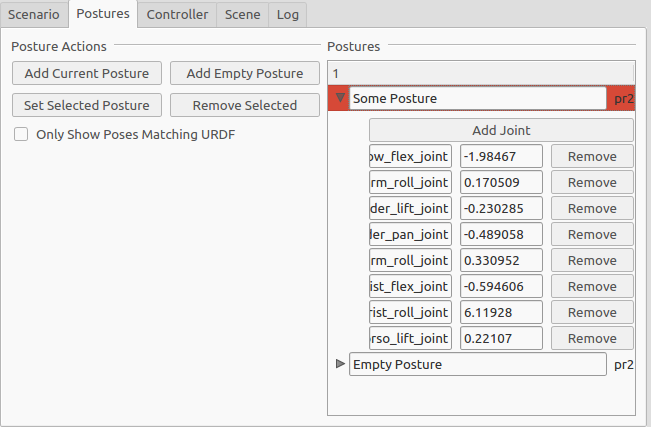 Scenario Postures Controller Scene Log
Posture Actions
Add Current Posture Add Empty Posture
Set Selected Posture Remove Selected
Only Show Poses Matching URDF
Postures
1
Some Posture pr2
Add Joint
ow_flex_joint -1.98467 Remove
rm_roll_joint 0.170509 Remove
der_lift_joint -0.230285 Remove
der_pan_joint -0.489058 Remove
rm_roll_joint 0.330952 Remove
ist_flex_joint -0.594606 Remove
rist_roll_joint 6.11928 Remove
orso_lift_joint 0.22107 Remove
Empty Posture pr2